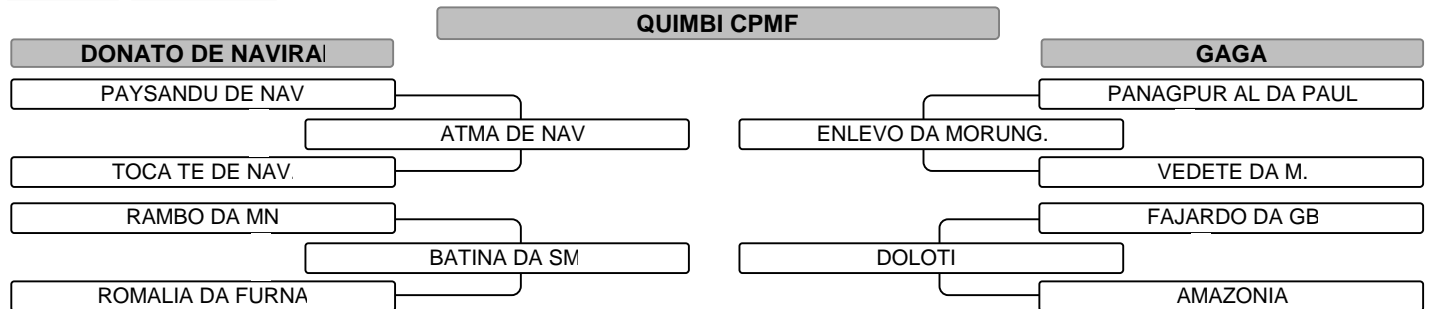 QUIMBI CPMF
DONATO DE NAVIRAI
GAGA
PAYSANDU DE NAV
PANAGPUR AL DA PAUL
ATMA DE NAV
ENLEVO DA MORUNG.
TOCA TE DE NAV.
VEDETE DA M.
RAMBO DA MN
FAJARDO DA GB
BATINA DA SM
DOLOTI
ROMALIA DA FURNA
AMAZONIA